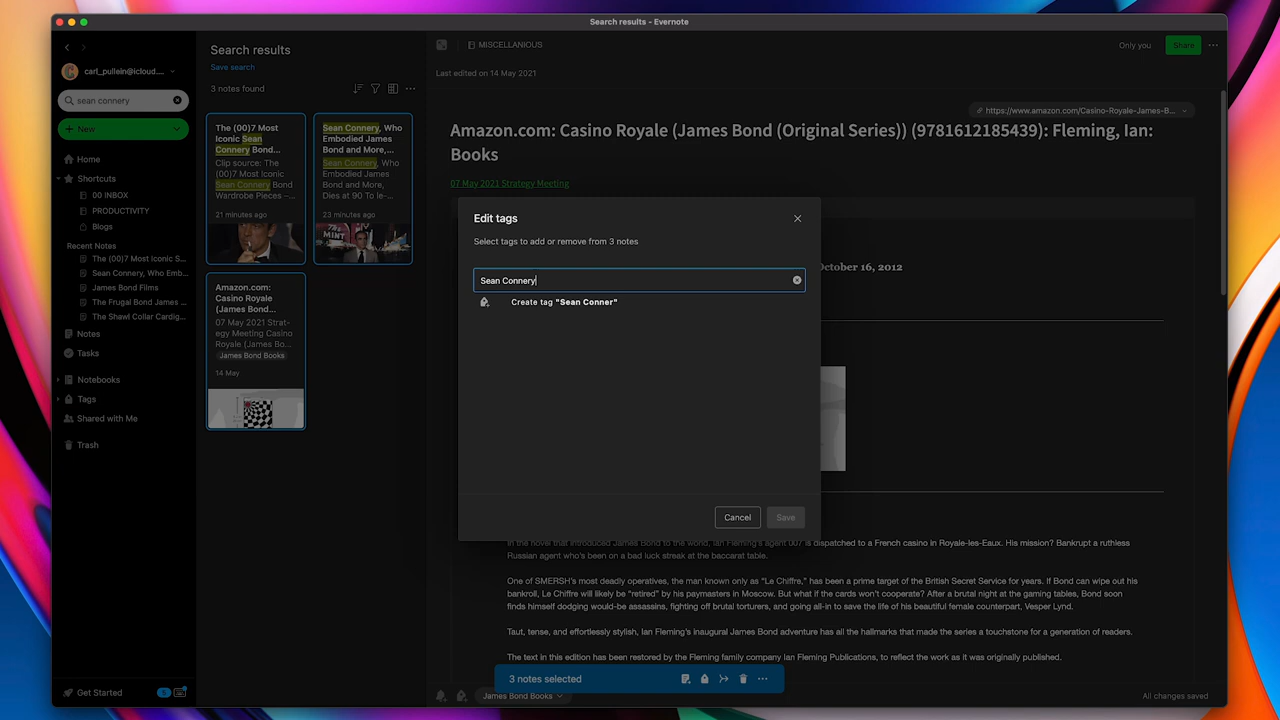 Search results - Evernote
carl_pullein@icloud....
sean connery
New
Home
Shortcuts
00 INBOX
PRODUCTIVITY
Blogs
Recent Notes
The (00)7 Most Iconic S...
Sean Connery, Who Emb...
James Bond Films
The Frugal Bond James ...
The Shawl Collar Cardig...
Notes
Tasks
Notebooks
Tags
Shared with Me
Trash
Get Started
Search results
Save search
3 notes found
The (00)7 Most
Iconic Sean
Connery Bond...
Clip source: The
(00)7 Most Iconic
Sean Connery Bond
Wardrobe Pieces –...
21 minutes ago
Sean Connery, Who
Embodied James
Bond and More,...
Sean Connery, Who
Embodied James
Bond and More,
Dies at 90 To le-...
23 minutes ago
Amazon.com:
Casino Royale
(James Bond...
07 May 2021 Strat-
egy Meeting Casino
Royale (James Bo...
James Bond Books
14 May
MISCELLANIOUS
Only you
Share
Last edited on 14 May 2021
https://www.amazon.com/Casino-Royale-James-B...
Amazon.com: Casino Royale (James Bond (Original Series)) (9781612185439): Fleming, Ian:
Books
07 May 2021 Strategy Meeting
October 16, 2012
Edit tags
Select tags to add or remove from 3 notes
Sean Connery
Create tag "Sean Conner"
Cancel
Save
In the novel that introduced James Bond to the world, Ian Fleming's agent 007 is dispatched to a French casino in Royale-les-Eaux. His mission? Bankrupt a ruthless
Russian agent who's been on a bad luck streak at the baccarat table.
One of SMERSH's most deadly operatives, the man known only as "Le Chiffre," has been a prime target of the British Secret Service for years. If Bond can wipe out his
bankroll, Le Chiffre will likely be "retired" by his paymasters in Moscow. But what if the cards won't cooperate? After a brutal night at the gaming tables, Bond soon
finds himself dodging would-be assassins, fighting off brutal torturers, and going all-in to save the life of his beautiful female counterpart, Vesper Lynd.
Taut, tense, and effortlessly stylish, Ian Fleming's inaugural James Bond adventure has all the hallmarks that made the series a touchstone for a generation of readers.
The text in this edition has been restored by the Fleming family company Ian Fleming Publications, to reflect the work as it was originally published.
3 notes selected
James Bond Books
All changes saved